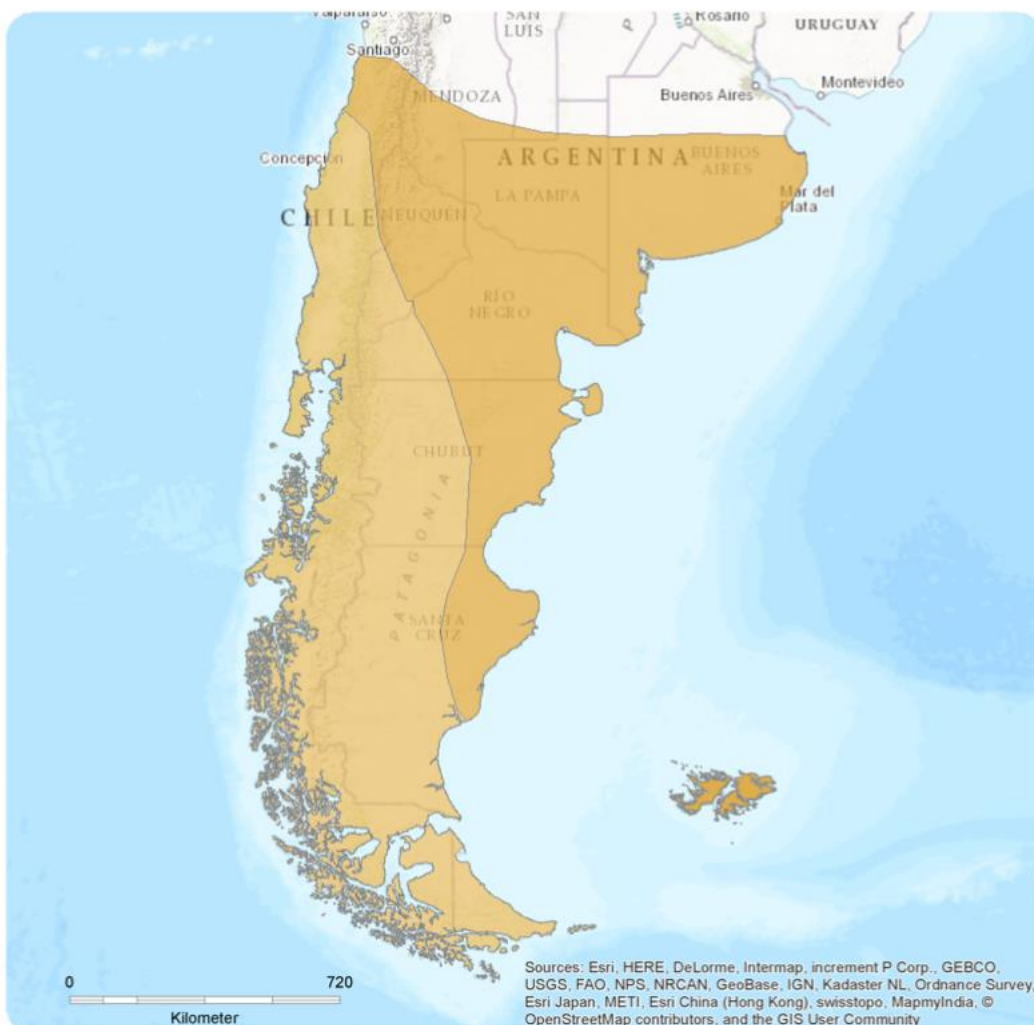 Valparaíso
SAN
LUIS
Rosario
URUGUAY
Santiago
MENDOZA
Buenos Aires
Montevideo
Concepción
ARGENTINA
BUENOS
AIRES
LA PAMPA
Mar del
Plata
CHILE
NEUQUÉN
RÍO
NEGRO
CHUBUT
PATAGONIA
SANTA
CRUZ
0
720
Kilometer
Sources: Esri, HERE, DeLorme, Intermap, increment P Corp., GEBCO,
USGS, FAO, NPS, NRCAN, GeoBase, IGN, Kadaster NL, Ordnance Survey,
Esri Japan, METI, Esri China (Hong Kong), swisstopo, MapmyIndia, ©
OpenStreetMap contributors, and the GIS User Community